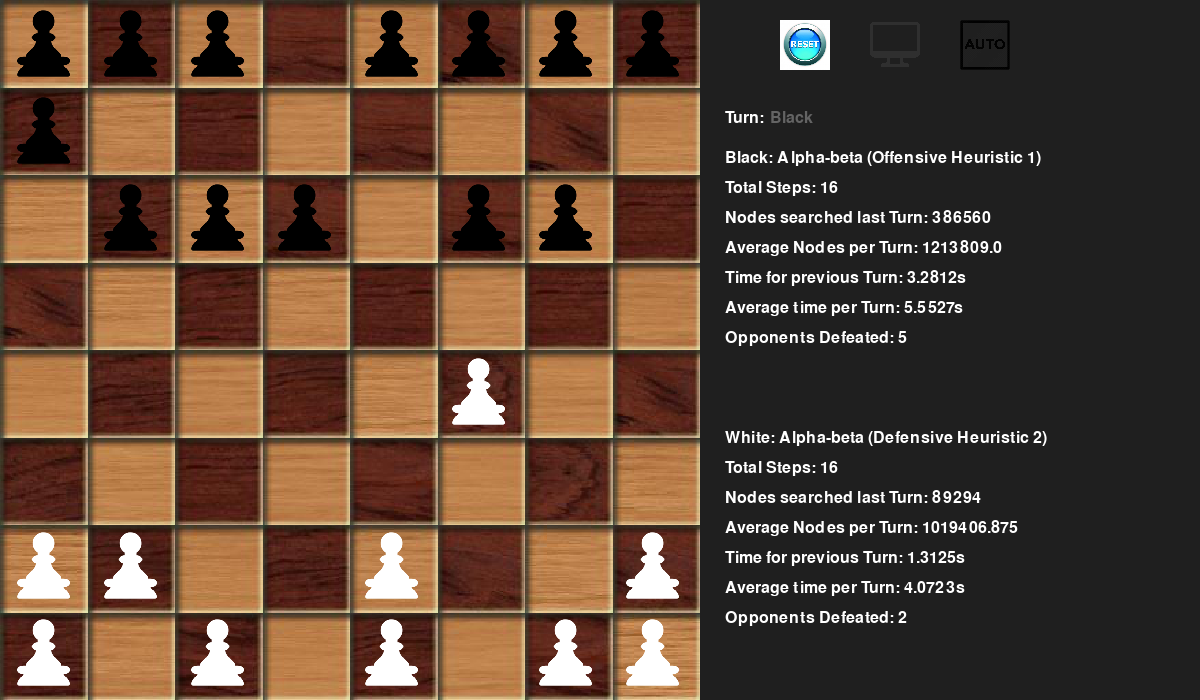 RESET
AUTO
Turn: Black
Black: Alpha-beta (Offensive Heuristic 1)
Total Steps: 16
Nodes searched last Turn: 386560
Average Nodes per Turn: 1213809.0
Time for previous Turn: 3.2812s
Average time per Turn: 5.5527s
Opponents Defeated: 5
White: Alpha-beta (Defensive Heuristic 2)
Total Steps: 16
Nodes searched last Turn: 89294
Average Nodes per Turn: 1019406.875
Time for previous Turn: 1.3125s
Average time per Turn: 4.0723s
Opponents Defeated: 2